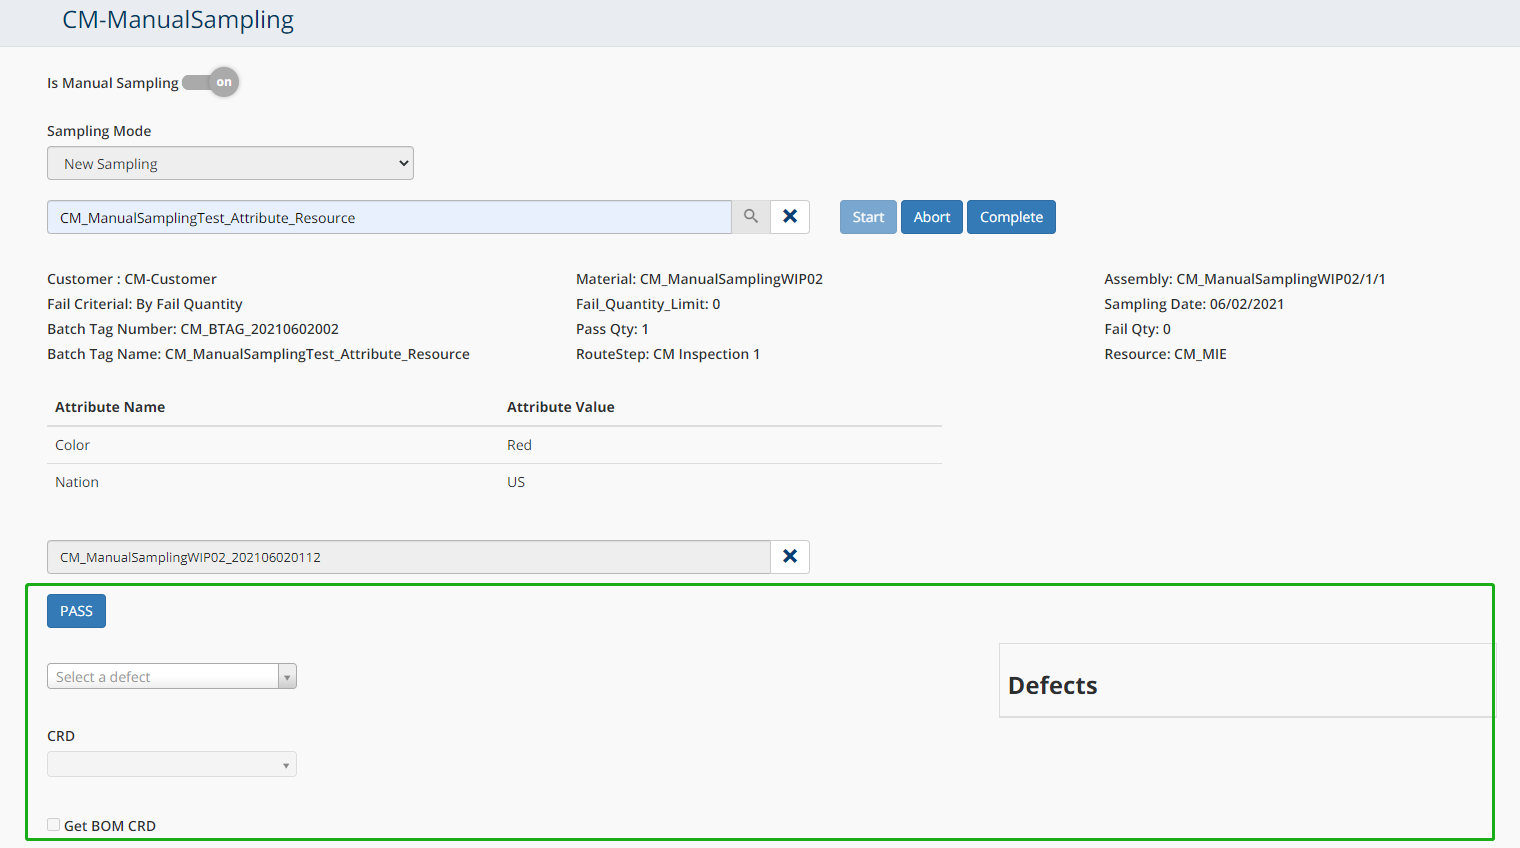 CM-ManualSampling
Is Manual Sampling on
Sampling Mode
New Sampling
CM_ManualSamplingTest_Attribute_Resource
Start Abort Complete
Customer : CM-Customer Material: CM_ManualSamplingWIP02 Assembly: CM_ManualSamplingWIP02/1/1
Fail Criterial: By Fail Quantity Fail_Quantity_Limit: 0 Sampling Date: 06/02/2021
Batch Tag Number: CM_BTAG_20210602002 Pass Qty: 1 Fail Qty: 0
Batch Tag Name: CM_ManualSamplingTest_Attribute_Resource RouteStep: CM Inspection 1 Resource: CM_MIE
Attribute Name Attribute Value
Color Red
Nation US
CM_ManualSamplingWIP02_202106020112
PASS
Select a defect
Defects
CRD
Get BOM CRD